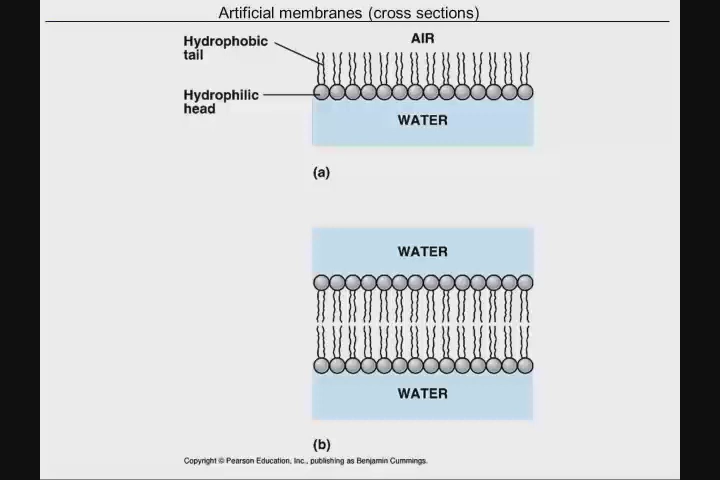 Artificial membranes (cross sections)
Hydrophobic
tail
AIR
Hydrophilic
head
WATER
(a)
WATER
WATER
(b)
Copyright © Pearson Education, Inc., publishing as Benjamin Cummings.